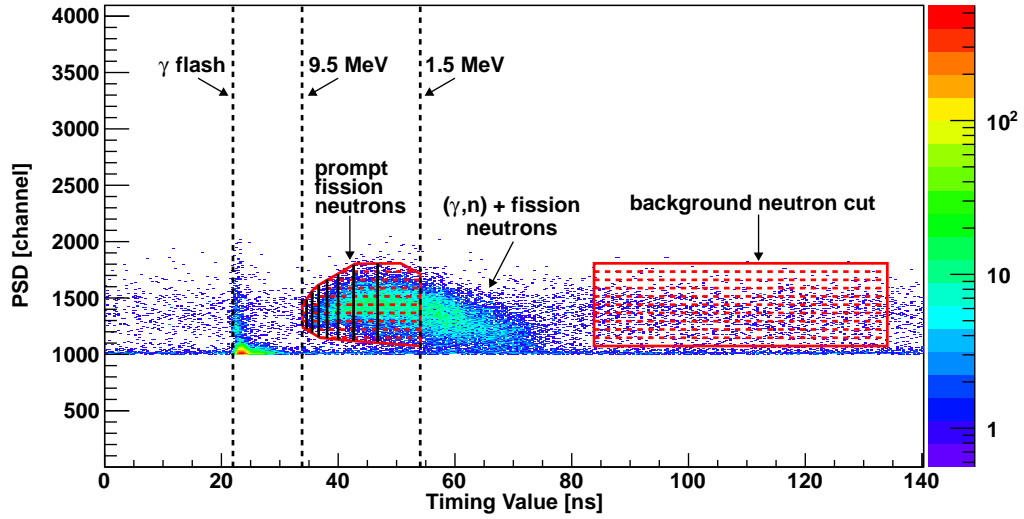 4000
3500
3000
2500
2000
1500
1000
500
PSD [channel]
γ flash
9.5 MeV
1.5 MeV
prompt
fission
neutrons
(γ,n) + fission
neutrons
background neutron cut
0 20 40 60 80 100 120 140
Timing Value [ns]
10²
10
1